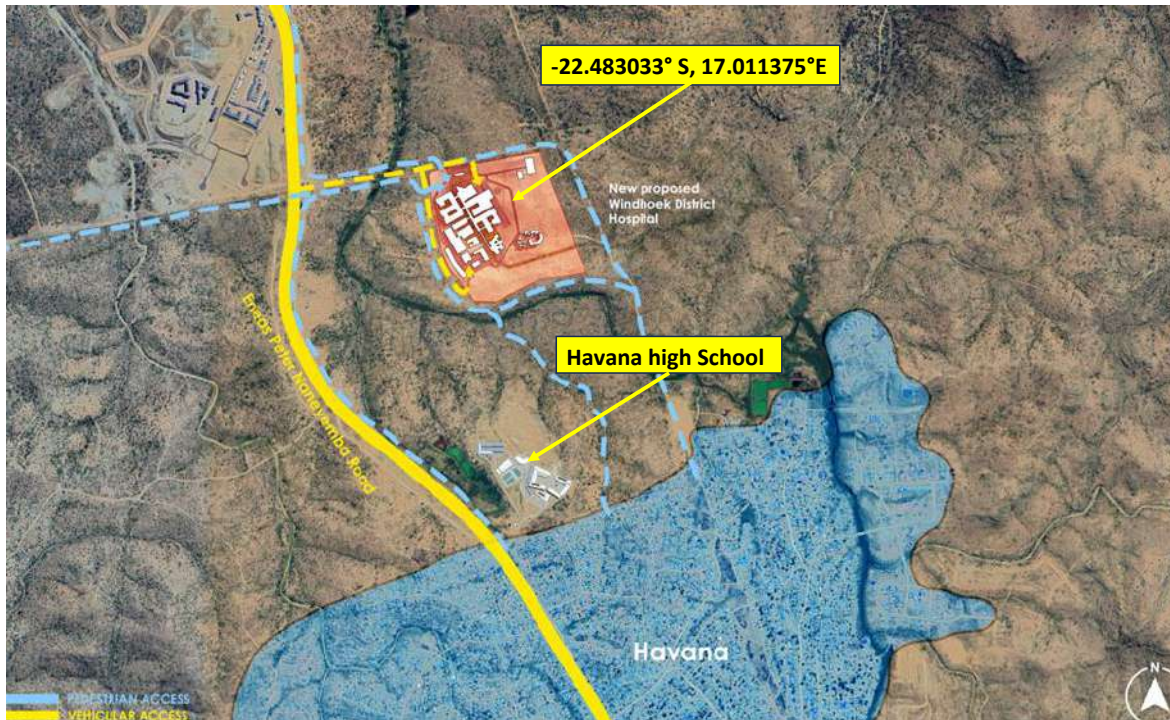 -22.483033° S, 17.011375°E
New proposed
Windhoek District
Hospital
Eneas Peter Naneyemba Road
Havana high School
Havana
PEDESTRIAN ACCESS
VEHICULAR ACCESS
N